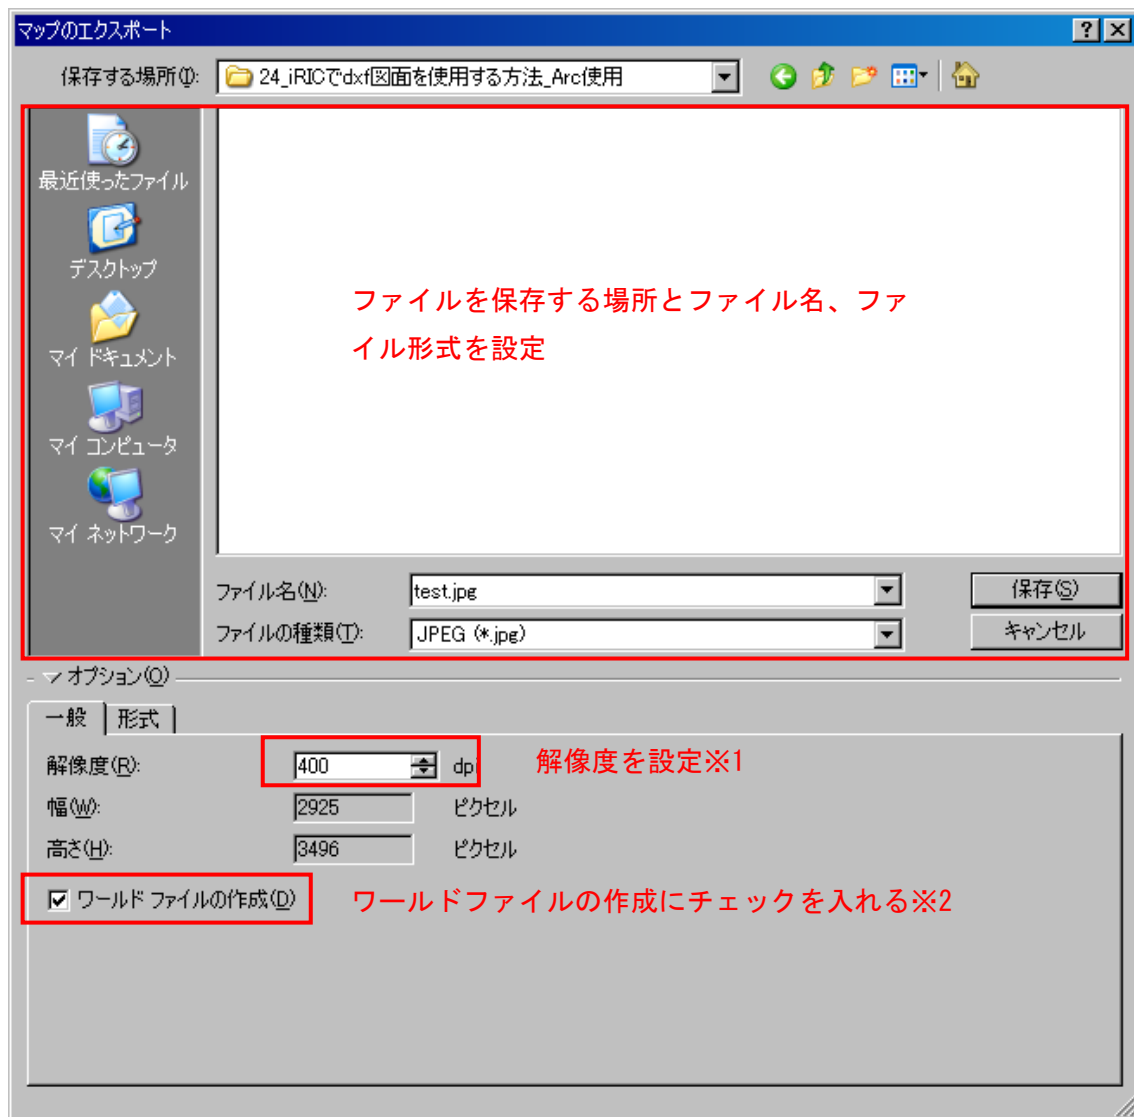 マップのエクスポート
保存する場所(I):
24_iRICでdxf図面を使用する方法_Arc使用
最近使ったファイル
デスクトップ
マイ ドキュメント
マイ コンピュータ
マイ ネットワーク
ファイルを保存する場所とファイル名、ファ
イル形式を設定
ファイル名(N): test.jpg 保存(S)
ファイルの種類(T): JPEG (*.jpg) キャンセル
オプション(O)
一般 形式
解像度(R): 400 dpi 解像度を設定※1
幅(W): 2925 ピクセル
高さ(H): 3496 ピクセル
ワールド ファイルの作成(D) ワールドファイルの作成にチェックを入れる※2